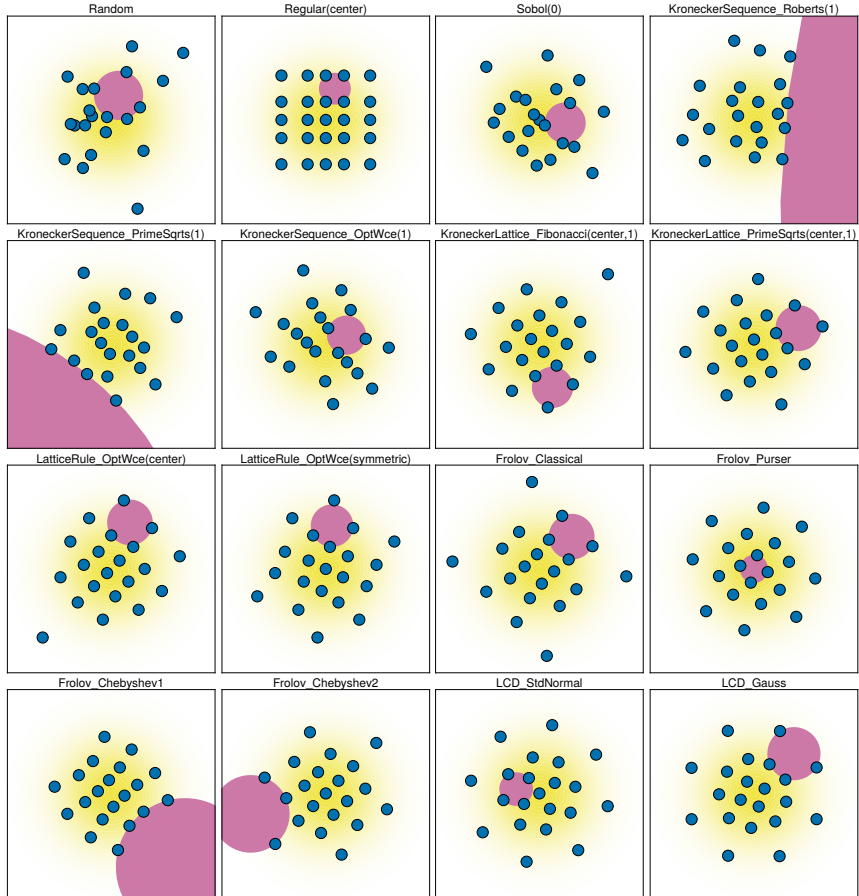 Random
Regular(center)
Sobol(0)
KroneckerSequence_Roberts(1)
KroneckerSequence_PrimeSqrts(1)
KroneckerSequence_OptWce(1)
KroneckerLattice_Fibonacci(center,1)
KroneckerLattice_PrimeSqrts(center,1)
LatticeRule_OptWce(center)
LatticeRule_OptWce(symmetric)
Frolov_Classical
Frolov_Purser
Frolov_Chebyshev1
Frolov_Chebyshev2
LCD_StdNormal
LCD_Gauss